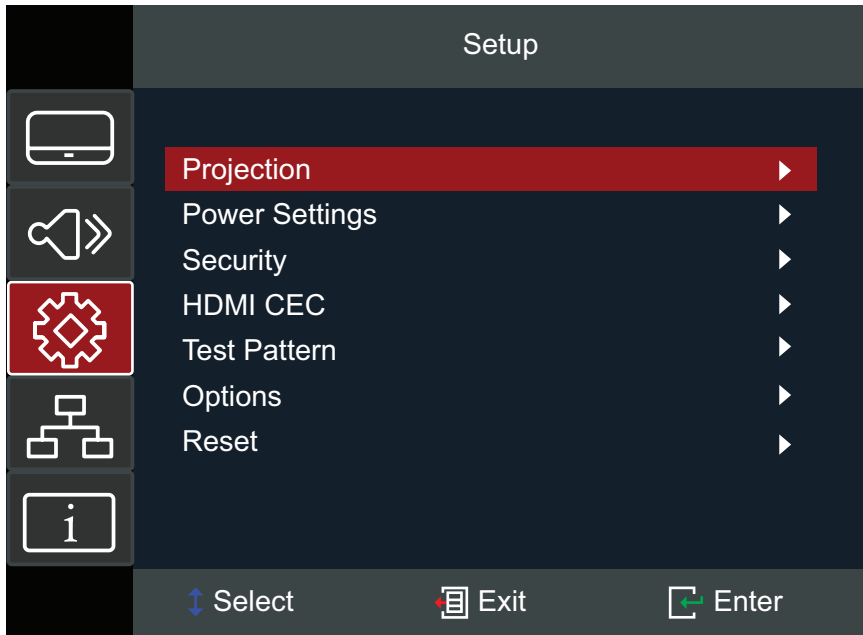 Setup
Projection
Power Settings
Security
HDMI CEC
Test Pattern
Options
Reset
i
Select Exit Enter